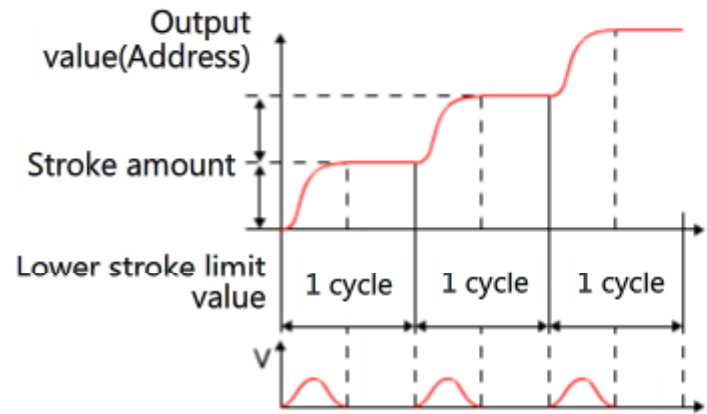 Output
value(Address)
Stroke amount
Lower stroke limit
value
1 cycle
1 cycle
1 cycle
V